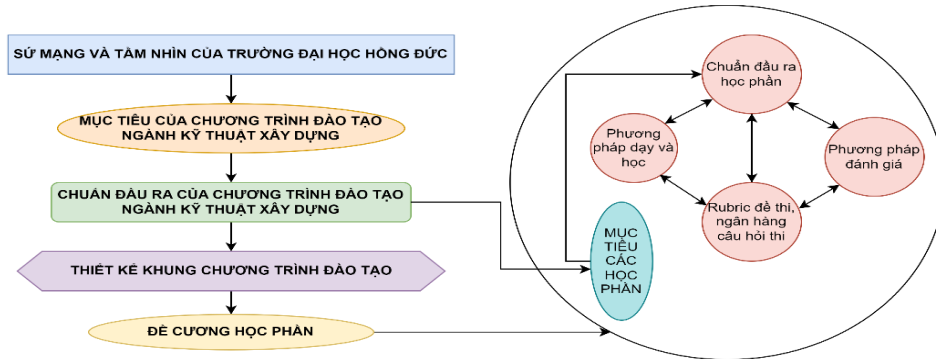 SỨ MẠNG VÀ TẦM NHÌN CỦA TRƯỜNG ĐẠI HỌC HỒNG ĐỨC
MỤC TIÊU CỦA CHƯƠNG TRÌNH ĐÀO TẠO
NGÀNH KỸ THUẬT XÂY DỰNG
CHUẨN ĐẦU RA CỦA CHƯƠNG TRÌNH ĐÀO TẠO
NGÀNH KỸ THUẬT XÂY DỰNG
THIẾT KẾ KHUNG CHƯƠNG TRÌNH ĐÀO TẠO
ĐỀ CƯƠNG HỌC PHẦN
MỤC
TIÊU
CÁC
HỌC
PHẦN
Chuẩn đầu ra
học phần
Phương
pháp dạy và
học
Phương pháp
đánh giá
Rubric đề thi,
ngân hàng
câu hỏi thi